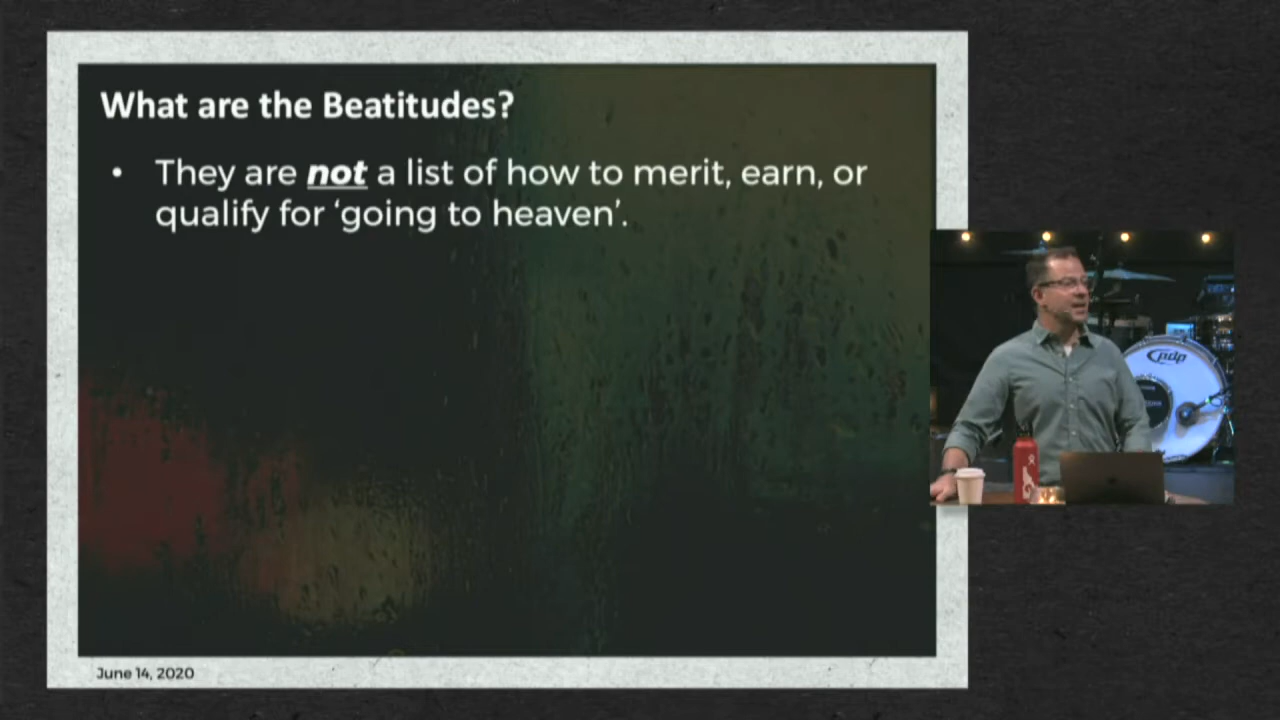 What are the Beatitudes?
• They are not a list of how to merit, earn, or
qualify for ‘going to heaven’.
pdp
June 14, 2020